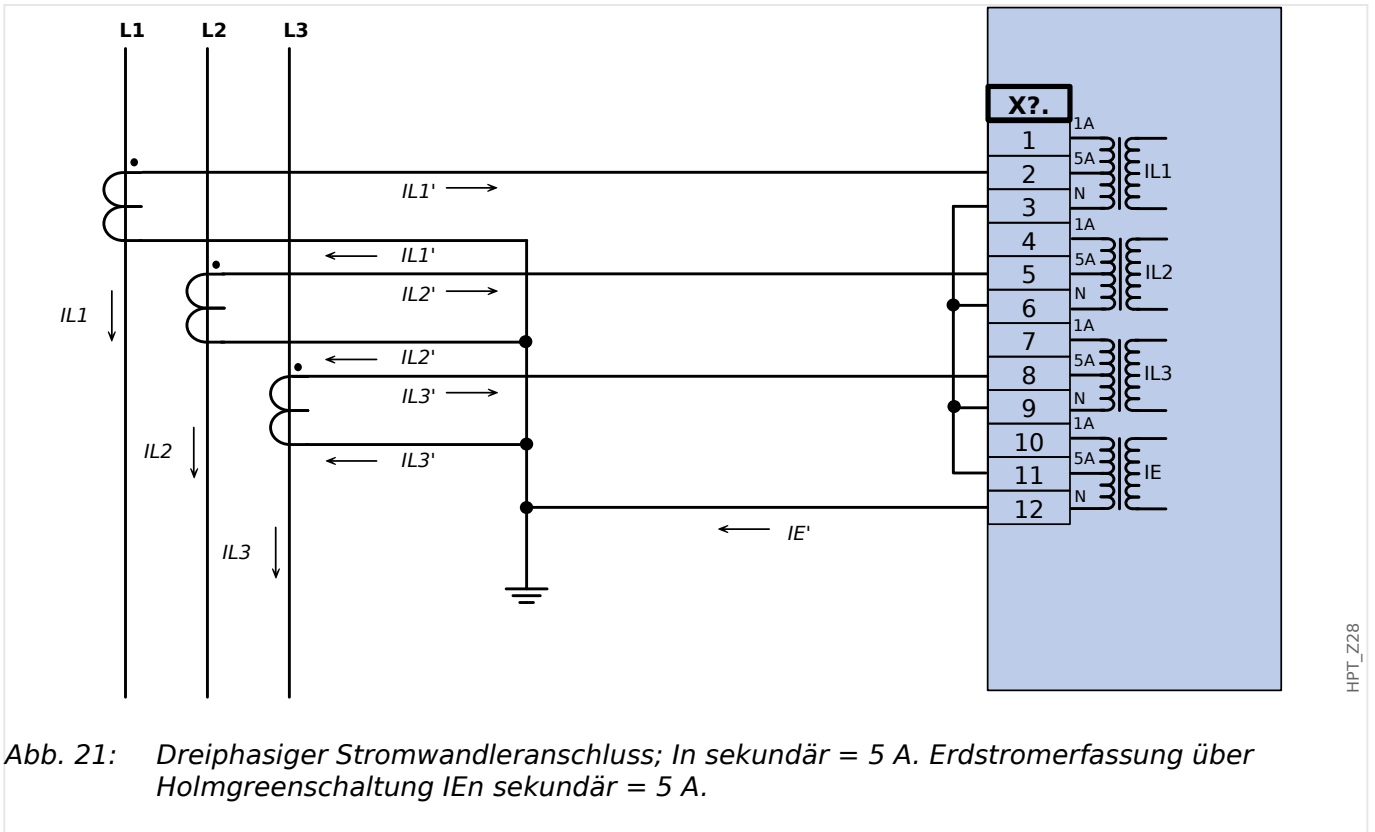 L1 L2 L3
X?.
1
2
3
4
5
6
7
8
9
10
11
12
1A
5A
N
IL1
1A
5A
N
IL2
1A
5A
N
IL3
1A
5A
N
IE
IL1'
IL1'
IL2'
IL2'
IL3'
IL3'
IE'
IL1
IL2
IL3
HPT_Z28
Abb. 21: Dreiphasiger Stromwandleranschluss; In sekundär = 5 A. Erdstromerfassung über
Holmgreenschaltung IEn sekundär = 5 A.